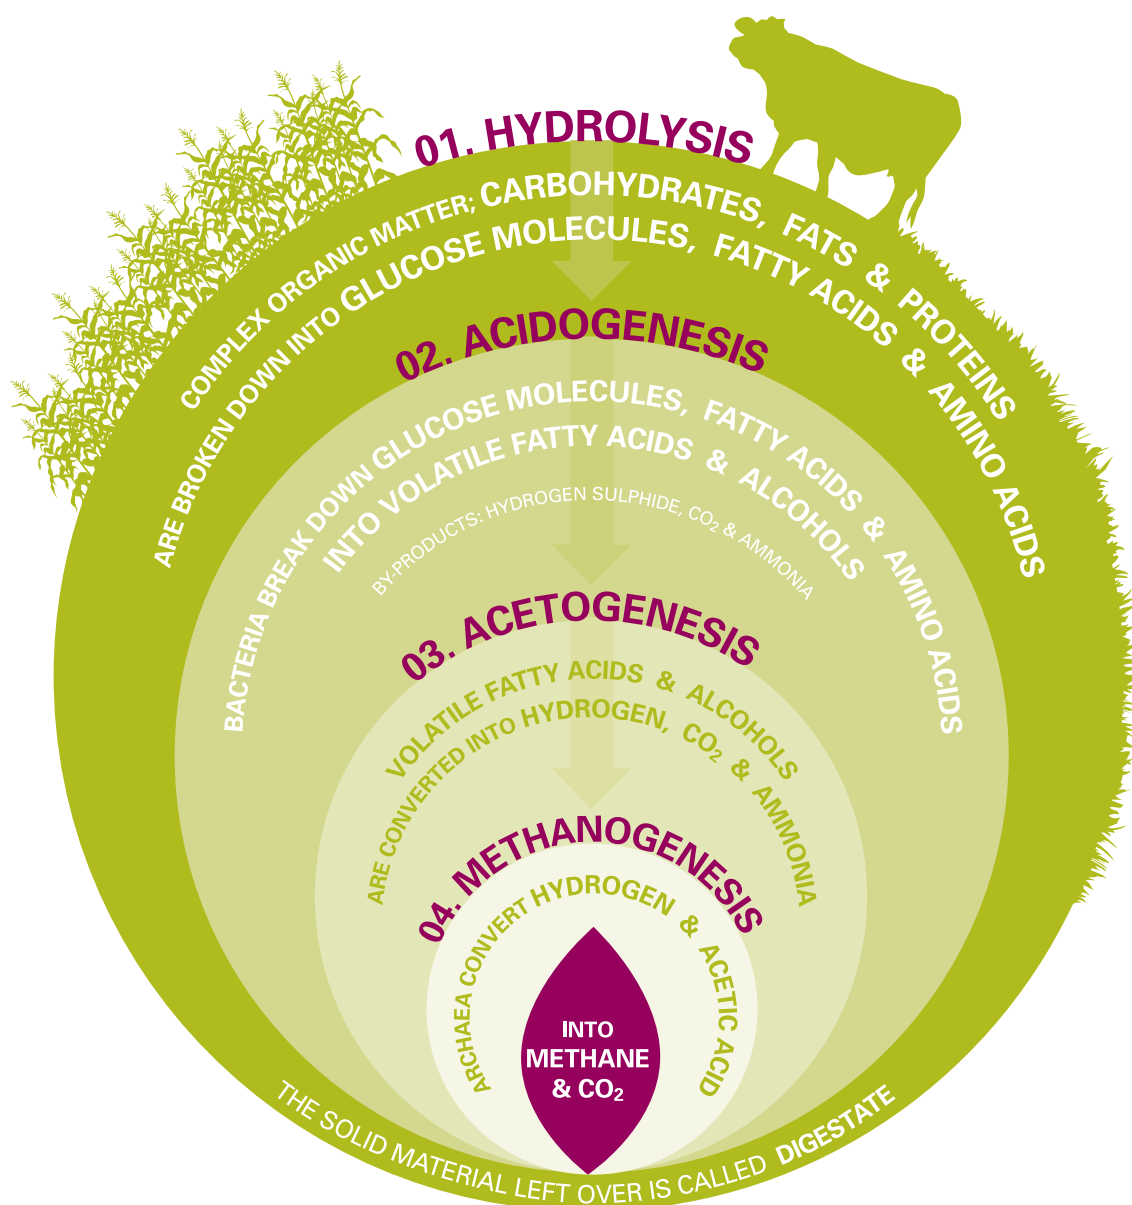 01. HYDROLYSIS
COMPLEX ORGANIC MATTER; CARBOHYDRATES, FATS & PROTEINS
ARE BROKEN DOWN INTO GLUCOSE MOLECULES, FATTY ACIDS & AMINO ACIDS
02. ACIDOGENESIS
BACTERIA BREAK DOWN GLUCOSE MOLECULES, FATTY ACIDS & AMINO ACIDS
INTO VOLATILE FATTY ACIDS & ALCOHOLS
BY-PRODUCTS: HYDROGEN SULPHIDE, CO₂ & AMMONIA
03. ACETOGENESIS
VOLATILE FATTY ACIDS & ALCOHOLS
ARE CONVERTED INTO HYDROGEN, CO₂ & AMMONIA
04. METHANOGENESIS
ARCHAEA CONVERT HYDROGEN & ACETIC ACID
INTO
METHANE
& CO₂
THE SOLID MATERIAL LEFT OVER IS CALLED DIGESTATE